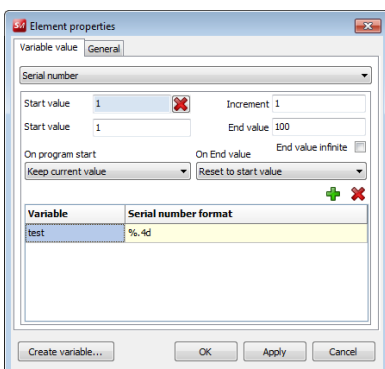 SM Element properties
Variable value General
Serial number
Start value 1 Increment 1
Start value 1 End value 100
End value infinite
On program start On End value
Keep current value Reset to start value
Variable Serial number format
test %.4d
Create variable... OK Apply Cancel